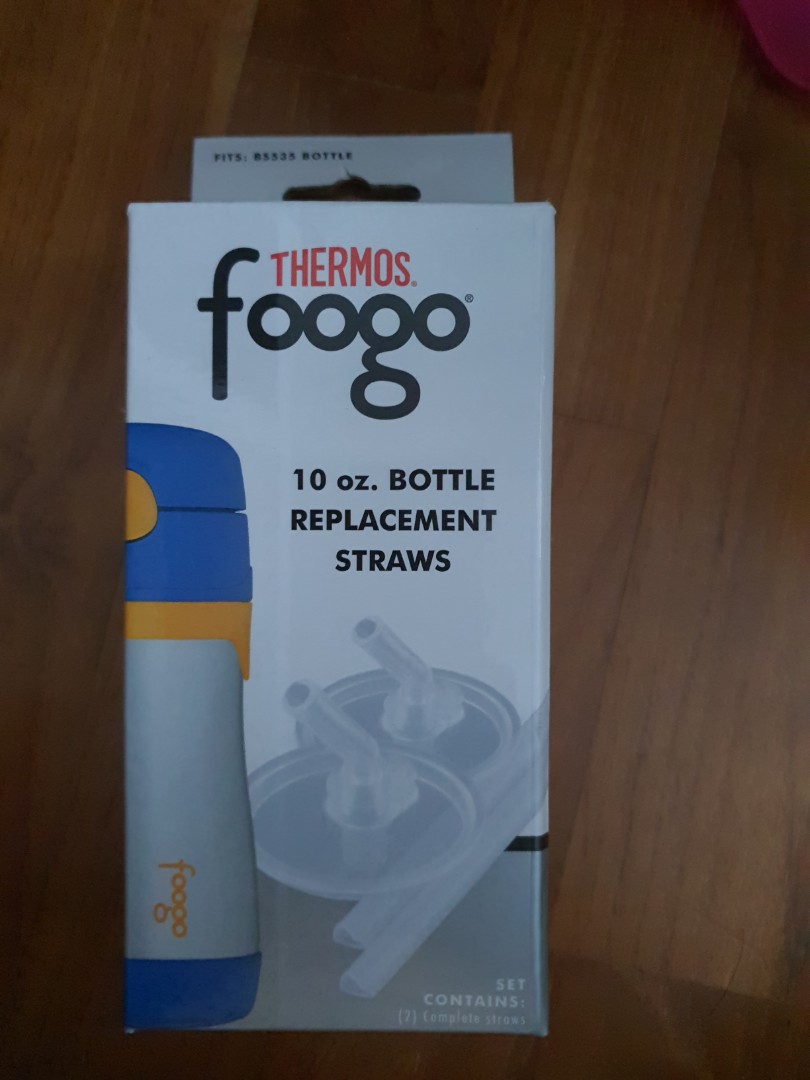 FITS: BS535 BOTTLE
THERMOS®
foogo®
10 oz. BOTTLE
REPLACEMENT
STRAWS
foogo
SET
CONTAINS:
(2) Complete straws